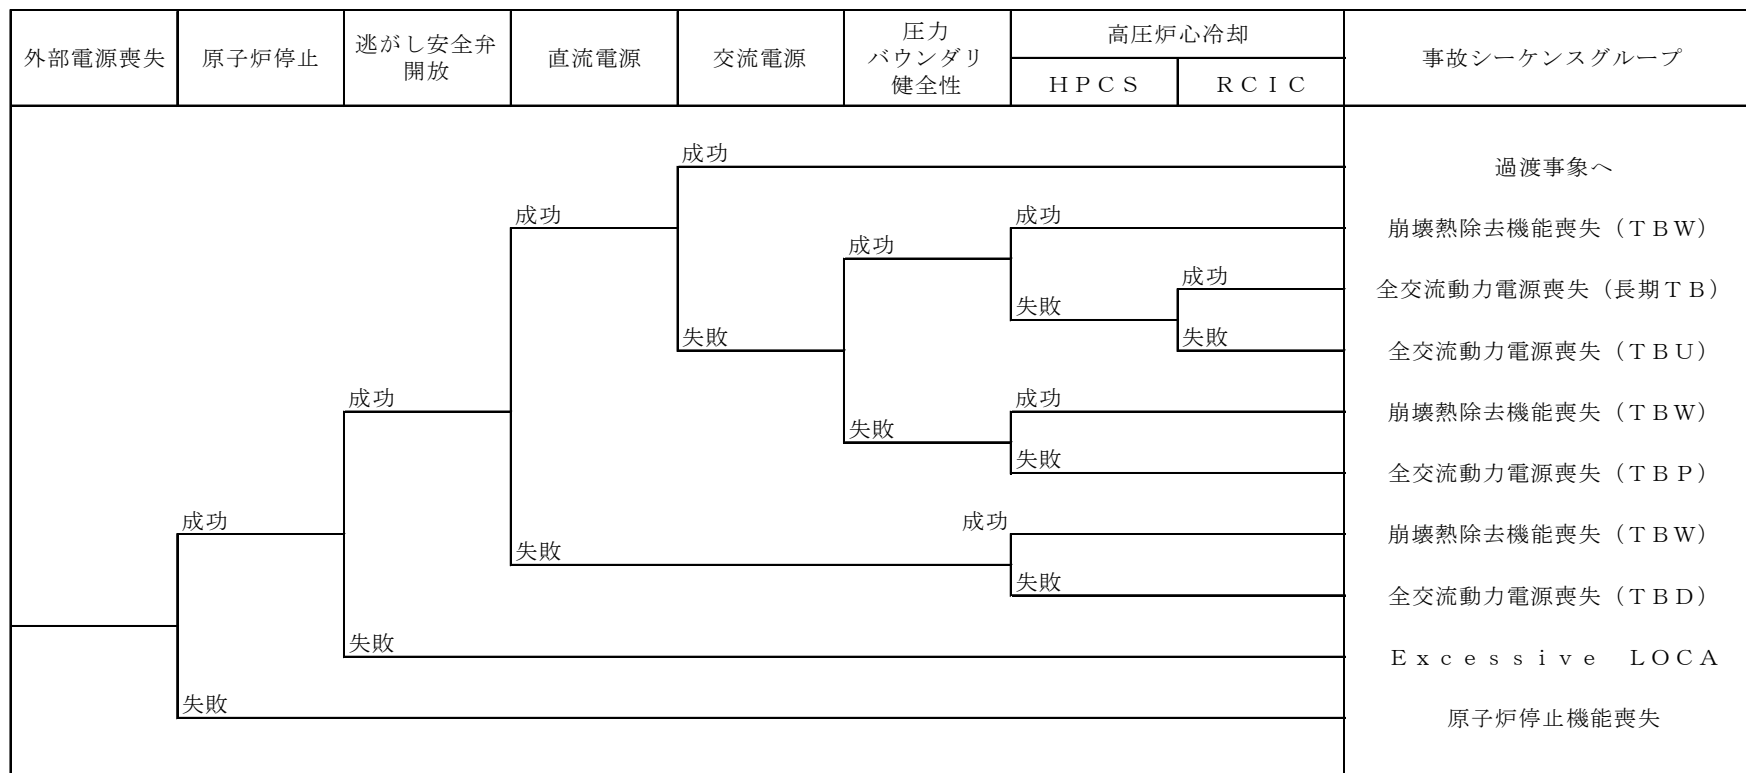 外部電源喪失
原子炉停止
逃がし安全弁
開放
直流電源
交流電源
圧力
バウンダリ
健全性
高圧炉心冷却
ＨＰＣＳ
ＲＣＩＣ
事故シーケンスグループ
成功
過渡事象へ
成功
成功
崩壊熱除去機能喪失（ＴＢＷ）
成功
成功
全交流動力電源喪失（長期ＴＢ）
失敗
失敗
失敗
全交流動力電源喪失（ＴＢＵ）
成功
成功
崩壊熱除去機能喪失（ＴＢＷ）
失敗
失敗
全交流動力電源喪失（ＴＢＰ）
成功
成功
崩壊熱除去機能喪失（ＴＢＷ）
失敗
失敗
全交流動力電源喪失（ＴＢＤ）
失敗
Ｅｘｃｅｓｓｉｖｅ　ＬＯＣＡ
失敗
原子炉停止機能喪失